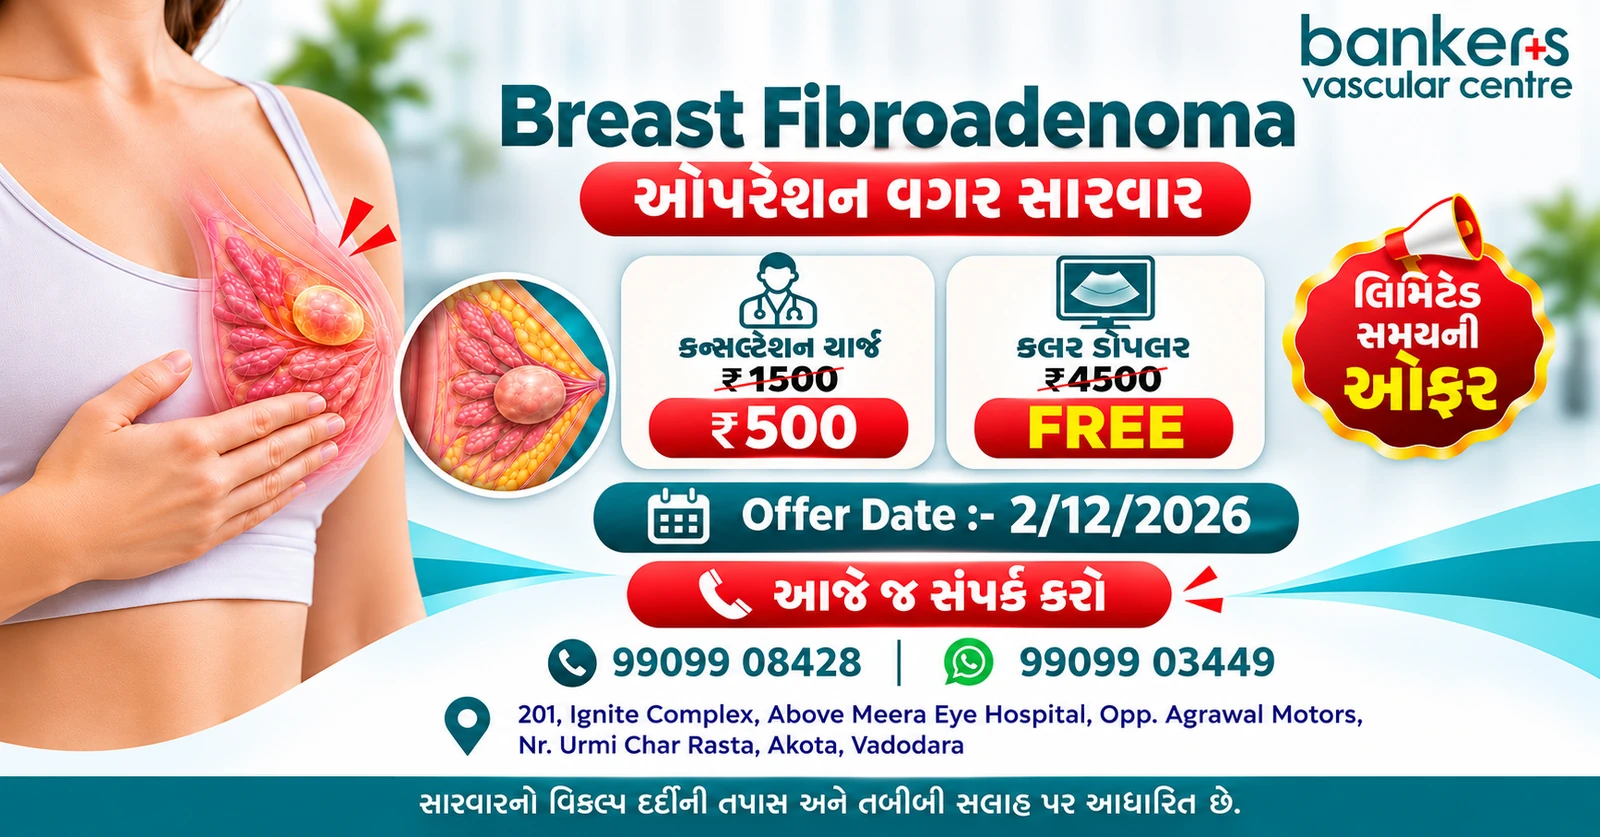 bankers
vascular centre
Breast Fibroadenoma
ઓપરેશન વગર સારવાર
કન્સલ્ટેશન ચાર્જ
₹ 1500
₹ 500
કલર ડોપલર
₹ 4500
FREE
લિમિટેડ
સમયની
ઓફર
Offer Date :- 2/12/2026
આજે જ સંપર્ક કરો
99099 08428 | 99099 03449
201, Ignite Complex, Above Meera Eye Hospital, Opp. Agrawal Motors,
Nr. Urmi Char Rasta, Akota, Vadodara
સારવારનો વિકલ્પ દર્દીની તપાસ અને તબીબી સલાહ પર આધારિત છે.